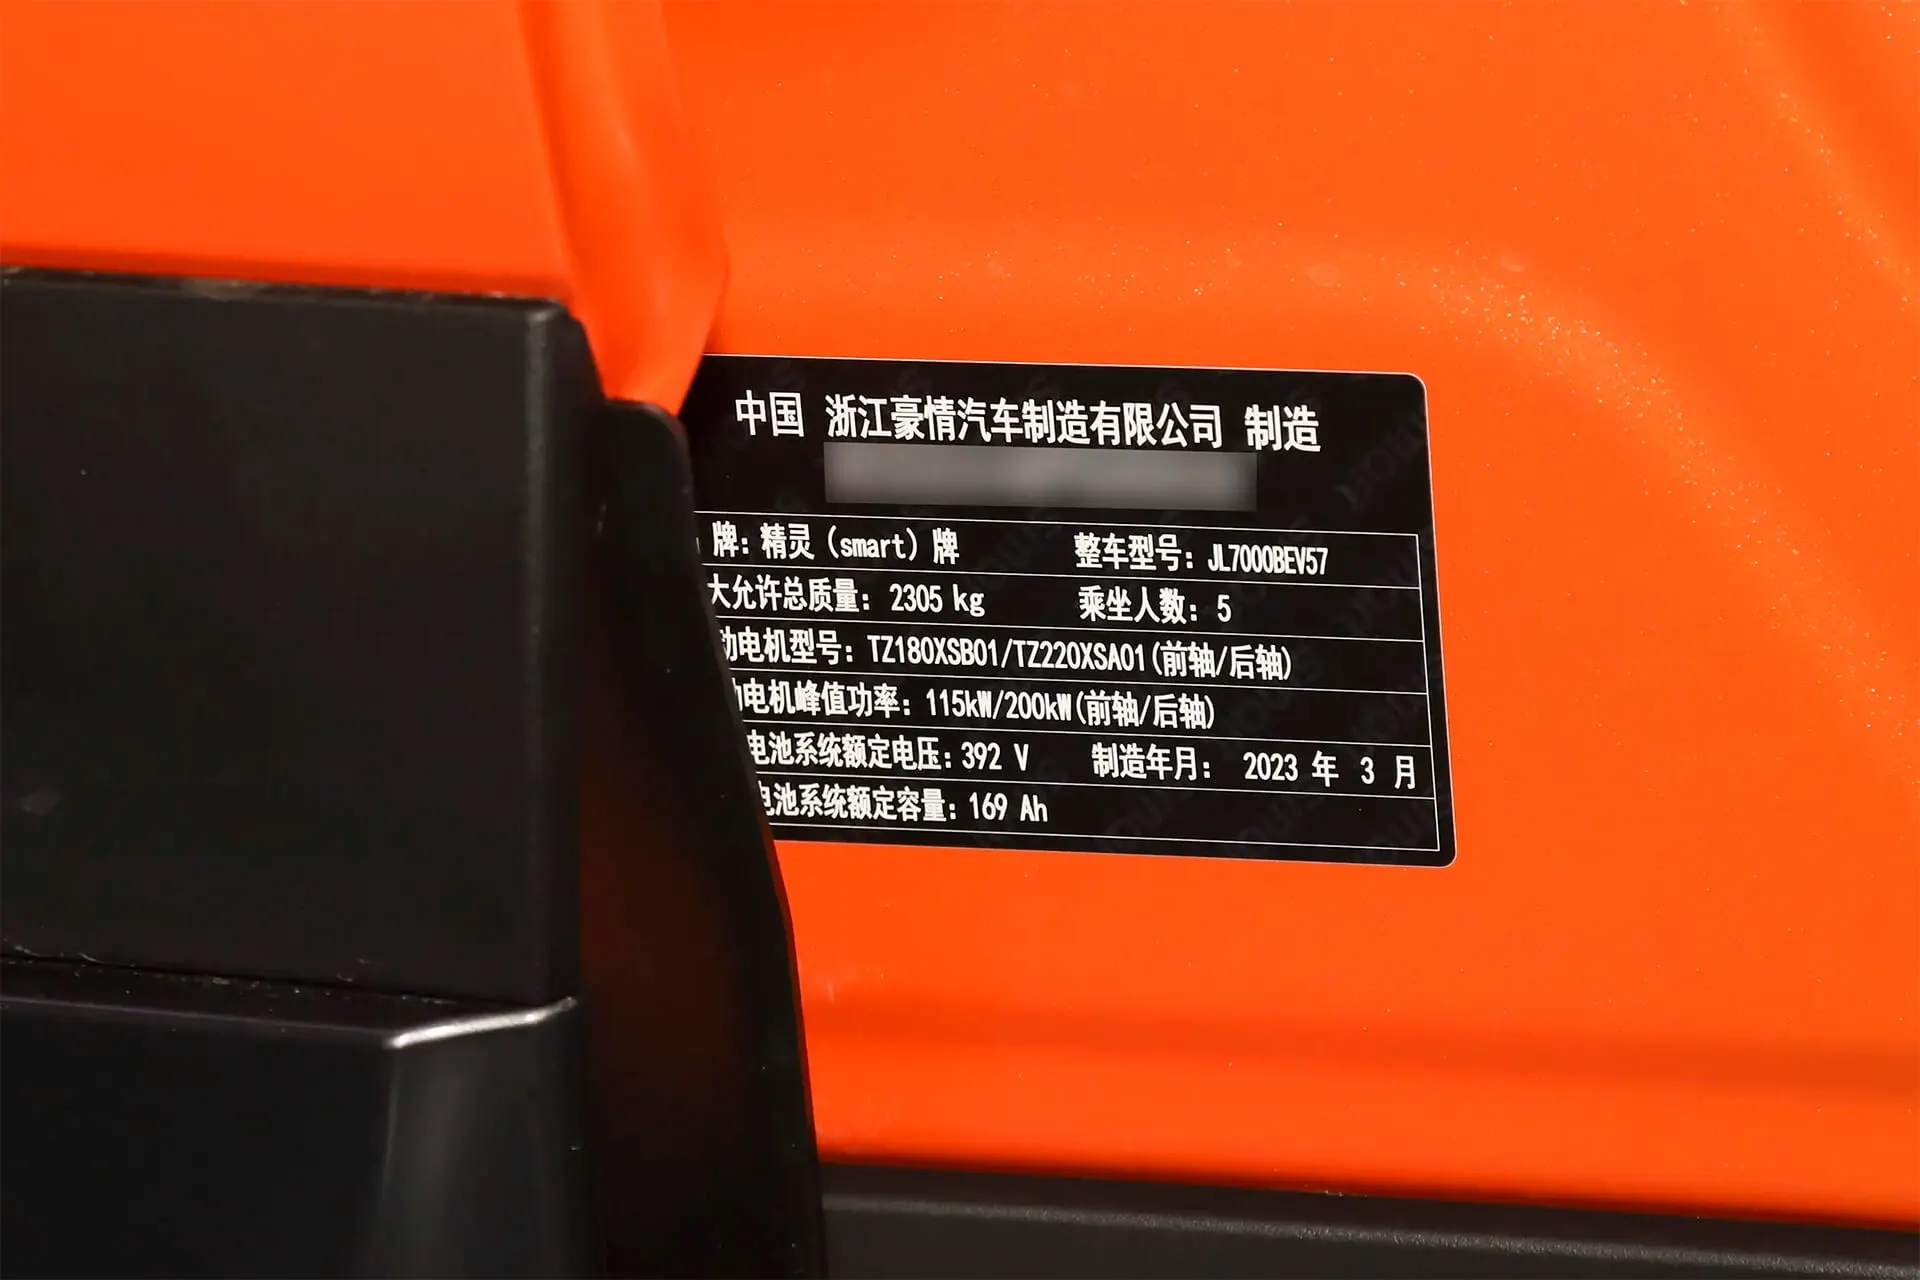 中国 浙江豪情汽车制造有限公司 制造
牌：精灵（smart）牌 整车型号：JL7000BEV57
大允许总质量：2305 kg 乘坐人数：5
动电机型号：TZ180XSB01/TZ220XSA01(前轴/后轴)
电机峰值功率：115kW/200kW(前轴/后轴)
电池系统额定电压：392 V 制造年月： 2023 年 3 月
电池系统额定容量：169 Ah